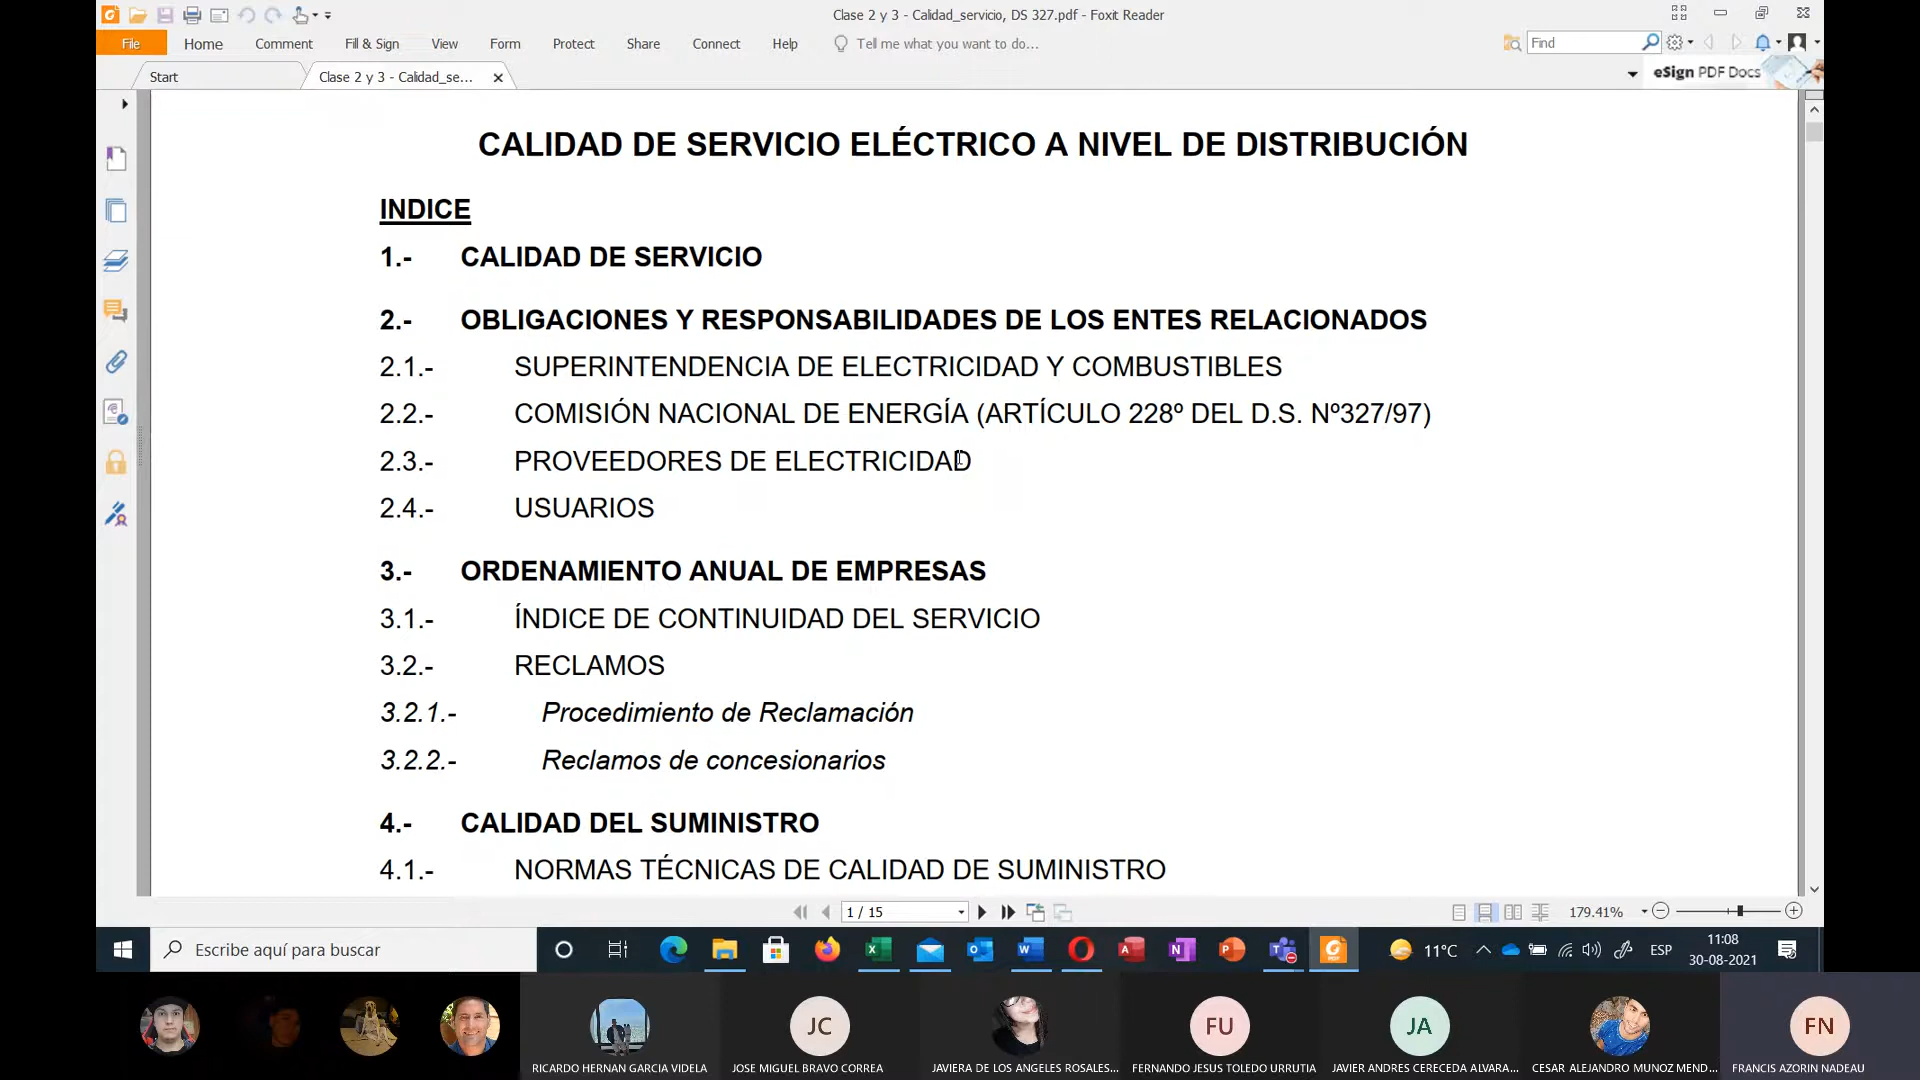 Clase 2 y 3 - Calidad_servicio, DS 327.pdf - Foxit Reader
File Home Comment Fill & Sign View Form Protect Share Connect Help Tell me what you want to do... Find
Start Clase 2 y 3 - Calidad_se... eSign PDF Docs
CALIDAD DE SERVICIO ELÉCTRICO A NIVEL DE DISTRIBUCIÓN
INDICE
1.- CALIDAD DE SERVICIO
2.- OBLIGACIONES Y RESPONSABILIDADES DE LOS ENTES RELACIONADOS
2.1.- SUPERINTENDENCIA DE ELECTRICIDAD Y COMBUSTIBLES
2.2.- COMISIÓN NACIONAL DE ENERGÍA (ARTÍCULO 228º DEL D.S. Nº327/97)
2.3.- PROVEEDORES DE ELECTRICIDAD
2.4.- USUARIOS
3.- ORDENAMIENTO ANUAL DE EMPRESAS
3.1.- ÍNDICE DE CONTINUIDAD DEL SERVICIO
3.2.- RECLAMOS
3.2.1.- Procedimiento de Reclamación
3.2.2.- Reclamos de concesionarios
4.- CALIDAD DEL SUMINISTRO
4.1.- NORMAS TÉCNICAS DE CALIDAD DE SUMINISTRO
1 / 15 179.41%
Escribe aquí para buscar 11°C ESP 11:08
30-08-2021
JC FU JA FN
RICARDO HERNAN GARCIA VIDELA JOSE MIGUEL BRAVO CORREA JAVIERA DE LOS ANGELES ROSALES... FERNANDO JESUS TOLEDO URRUTIA JAVIER ANDRES CERECEDA ALVARA... CESAR ALEJANDRO MUNOZ MEND... FRANCIS AZORIN NADEAU